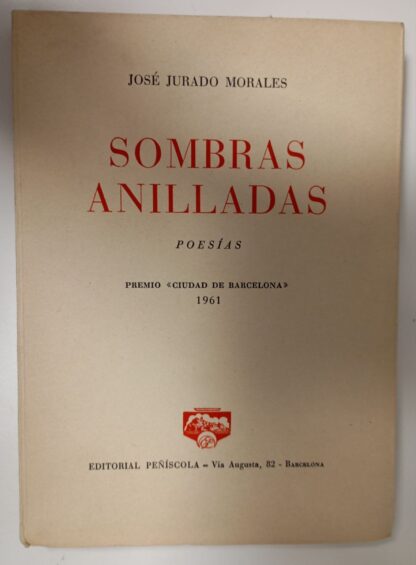 JOSÉ JURADO MORALES
SOMBRAS
ANILLADAS
POESÍAS
PREMIO «CIUDAD DE BARCELONA»
1961
EDITORIAL PEÑÍSCOLA - Vía Augusta, 82 - BARCELONA